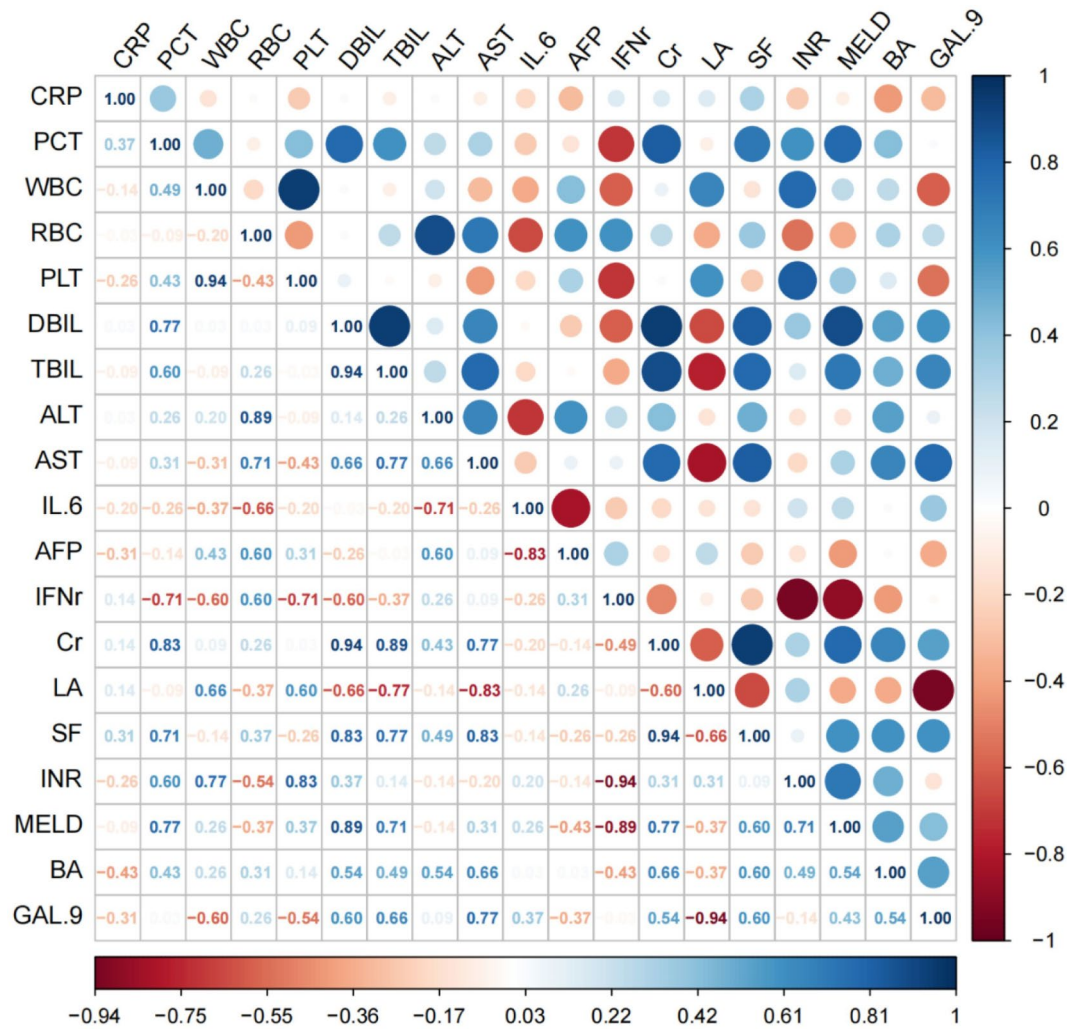 CRP PCT WBC RBC PLT DBIL TBIL ALT AST IL.6 AFP IFNr Cr LA SF INR MELD BA GAL.9
CRP 1.00 1
PCT 0.37 1.00 0.8
WBC −0.14 0.49 1.00
RBC −0.03 −0.09 −0.20 1.00 0.6
PLT −0.26 0.43 0.94 −0.43 1.00
DBIL 0.77 0.03 0.03 0.09 1.00 0.4
TBIL −0.09 0.60 −0.09 0.26 −0.03 0.94 1.00
ALT 0.26 0.20 0.89 −0.09 0.14 0.26 1.00 0.2
AST −0.09 0.31 −0.31 0.71 −0.43 0.66 0.77 0.66 1.00
IL.6 −0.20 −0.26 −0.37 −0.66 −0.20 −0.03 −0.20 −0.71 −0.26 1.00 0
AFP −0.31 −0.14 0.43 0.60 0.31 −0.26 −0.03 0.60 0.09 −0.83 1.00
IFNr 0.14 −0.71 −0.60 0.60 −0.71 −0.60 −0.37 0.26 0.09 −0.26 0.31 1.00 −0.2
Cr 0.14 0.83 0.09 0.26 0.03 0.94 0.89 0.43 0.77 −0.20 −0.14 −0.49 1.00
LA 0.14 −0.09 0.66 −0.37 0.60 −0.66 −0.77 −0.14 −0.83 −0.14 0.26 −0.09 −0.60 1.00 −0.4
SF 0.31 0.71 −0.14 0.37 −0.26 0.83 0.77 0.49 0.83 −0.14 −0.26 −0.26 0.94 −0.66 1.00
INR −0.26 0.60 0.77 −0.54 0.83 0.37 0.14 −0.14 −0.20 0.20 −0.14 −0.94 0.31 0.31 0.09 1.00 −0.6
MELD −0.09 0.77 0.26 −0.37 0.37 0.89 0.71 −0.14 0.31 0.26 −0.43 −0.89 0.77 −0.37 0.60 0.71 1.00
BA −0.43 0.43 0.26 0.31 0.14 0.54 0.49 0.54 0.66 −0.43 0.66 −0.37 0.60 0.49 0.54 1.00 −0.8
GAL.9 −0.31 0.03 −0.60 0.26 −0.54 0.60 0.66 0.09 0.77 0.37 −0.37 −0.03 0.54 −0.94 0.60 −0.14 0.43 0.54 1.00
−1
−0.94 −0.75 −0.55 −0.36 −0.17 0.03 0.22 0.42 0.61 0.81 1